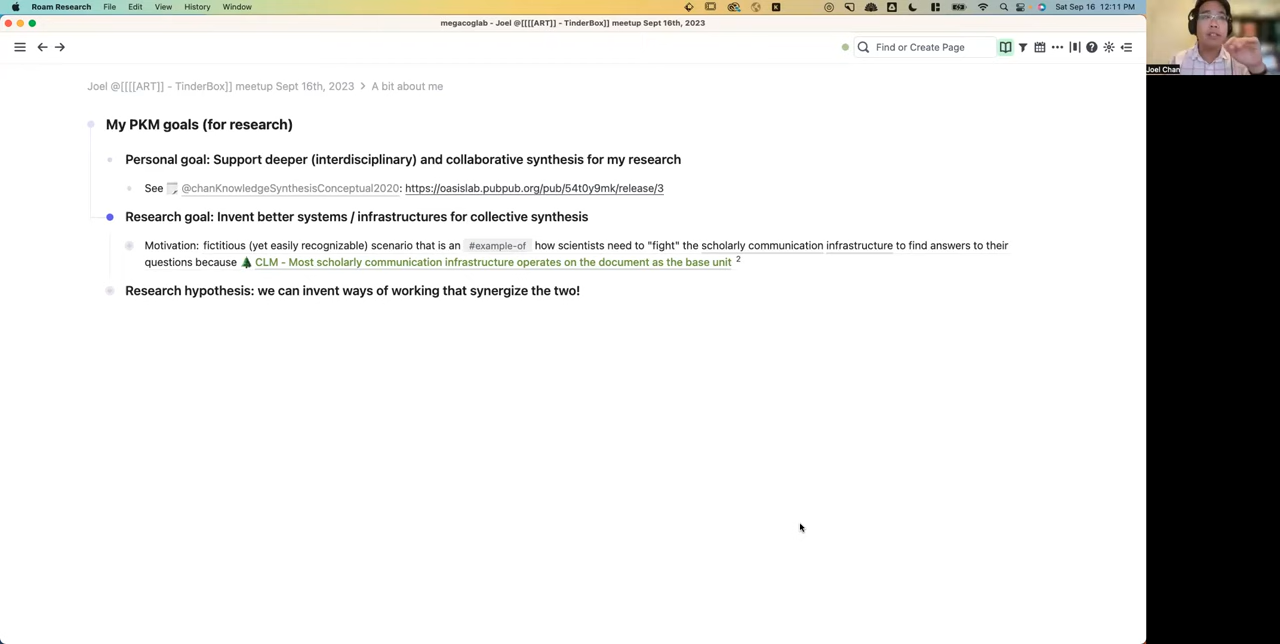 Roam Research File Edit View History Window Sat Sep 16 12:11 PM
megacoglab - Joel @[[[[ART]] - TinderBox]] meetup Sept 16th, 2023
Find or Create Page
Joel Chan
Joel @[[[[ART]] - TinderBox]] meetup Sept 16th, 2023 > A bit about me
My PKM goals (for research)
Personal goal: Support deeper (interdisciplinary) and collaborative synthesis for my research
See @chanKnowledgeSynthesisConceptual2020: https://oasislab.pubpub.org/pub/54t0y9mk/release/3
Research goal: Invent better systems / infrastructures for collective synthesis
Motivation: fictitious (yet easily recognizable) scenario that is an #example-of how scientists need to "fight" the scholarly communication infrastructure to find answers to their
questions because 🌲 CLM - Most scholarly communication infrastructure operates on the document as the base unit 2
Research hypothesis: we can invent ways of working that synergize the two!